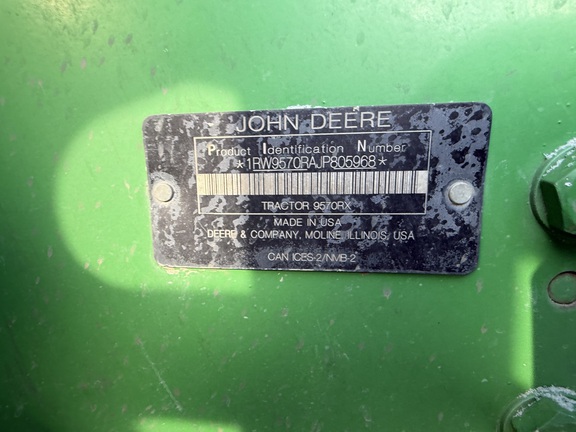 JOHN DEERE
Product Identification Number
*1RW9570RAJP805968*
TRACTOR 9570RX
MADE IN USA
DEERE & COMPANY, MOLINE, ILLINOIS, USA
CAN ICES-2/NMB-2